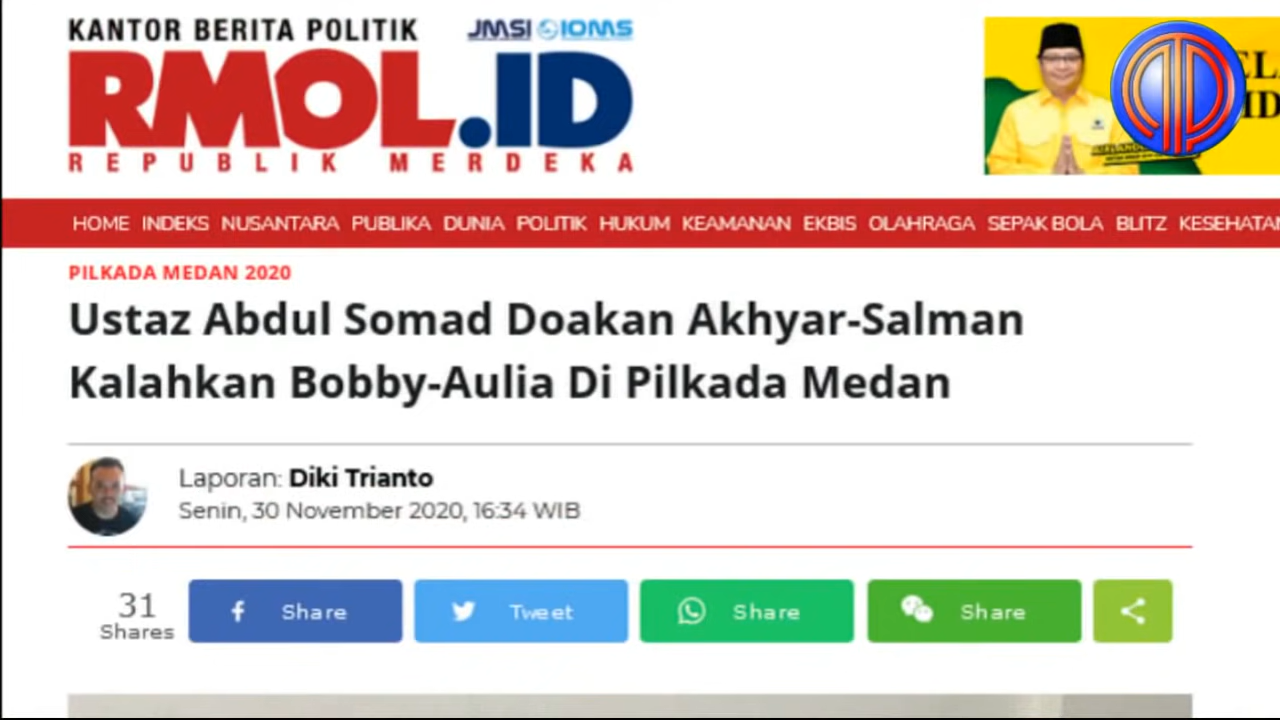 KANTOR BERITA POLITIK
JMSI IOMS
RMOL.ID
REPUBLIK MERDEKA
HOME INDEKS NUSANTARA PUBLIKA DUNIA POLITIK HUKUM KEAMANAN EKBIS OLAHRAGA SEPAK BOLA BLITZ KESEHATAN
PILKADA MEDAN 2020
Ustaz Abdul Somad Doakan Akhyar-Salman
Kalahkan Bobby-Aulia Di Pilkada Medan
Laporan: Diki Trianto
Senin, 30 November 2020, 16:34 WIB
31
Shares
Share
Tweet
Share
Share